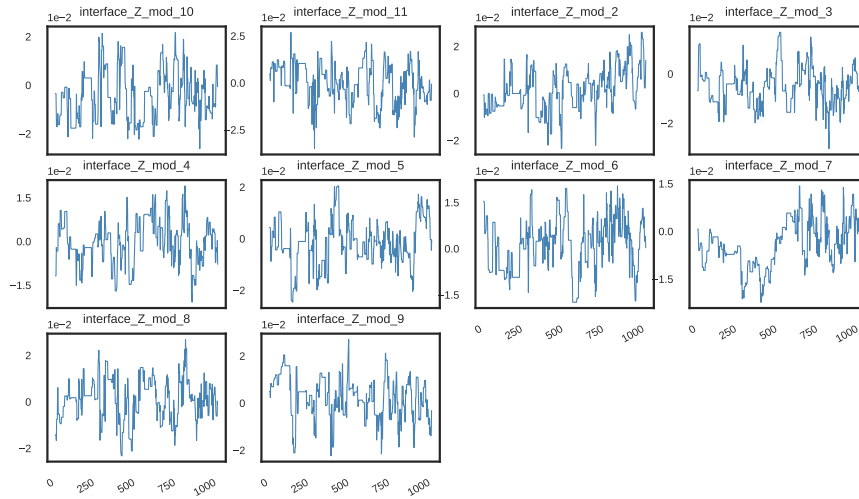 interface_Z_mod_10
1e−2
2
0
−2
interface_Z_mod_11
1e−2
2.5
0.0
−2.5
interface_Z_mod_2
1e−2
2
0
−2
interface_Z_mod_3
1e−2
0
−2
interface_Z_mod_4
1e−2
1.5
0.0
−1.5
interface_Z_mod_5
1e−2
2
0
−2
interface_Z_mod_6
1e−2
1.5
0.0
−1.5
0
250
500
750
1000
interface_Z_mod_7
1e−2
1.5
0.0
−1.5
0
250
500
750
1000
interface_Z_mod_8
1e−2
2
0
−2
0
250
500
750
1000
interface_Z_mod_9
1e−2
2
0
−2
0
250
500
750
1000